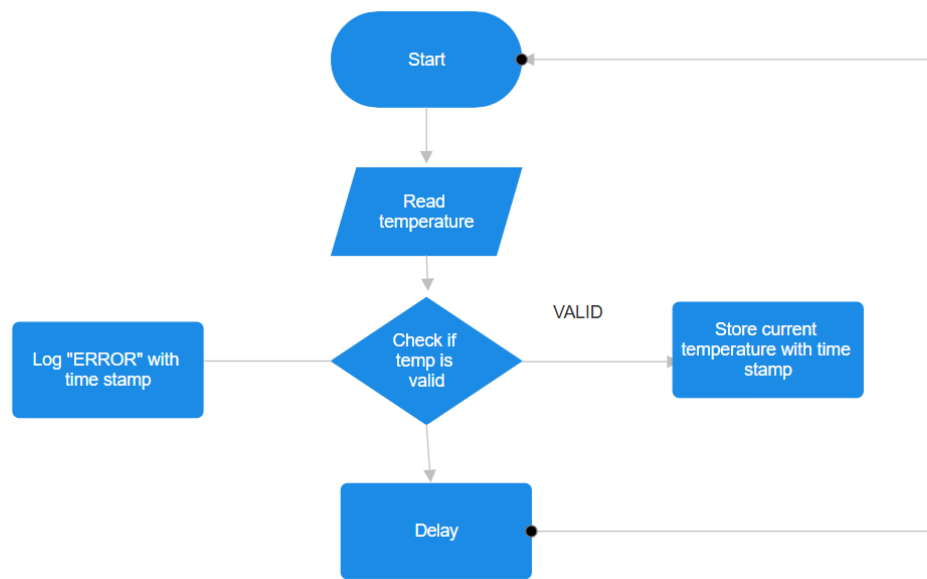 Start
Read
temperature
VALID
Check if
temp is
valid
Log "ERROR" with
time stamp
Store current
temperature with time
stamp
Delay